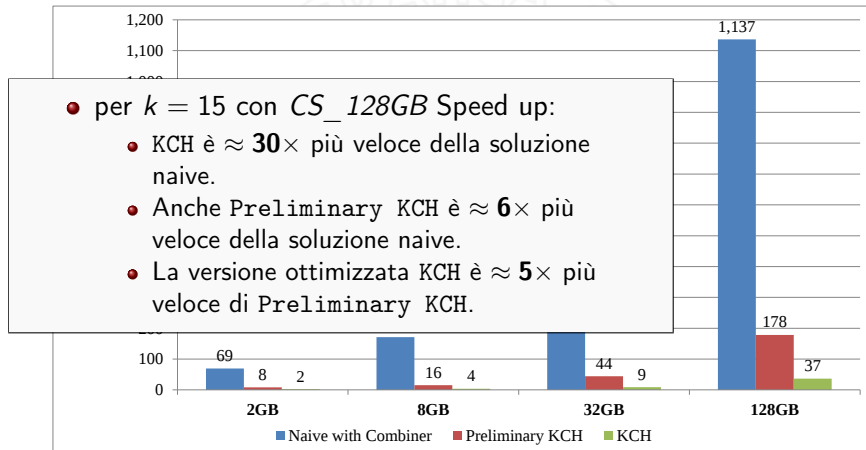 1,200
1,137
1,100
per k = 15 con CS_128GB Speed up:
KCH è ≈ 30× più veloce della soluzione
naive.
Anche Preliminary KCH è ≈ 6× più
veloce della soluzione naive.
La versione ottimizzata KCH è ≈ 5× più
veloce di Preliminary KCH.
178
100
69
8
2
16
4
44
9
37
0
2GB
8GB
32GB
128GB
Naive with Combiner
Preliminary KCH
KCH